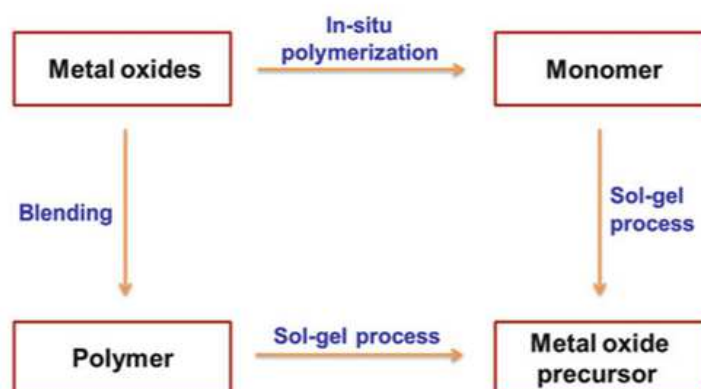 In-situ
polymerization
Metal oxides
Monomer
Blending
Sol-gel
process
Polymer
Sol-gel process
Metal oxide
precursor